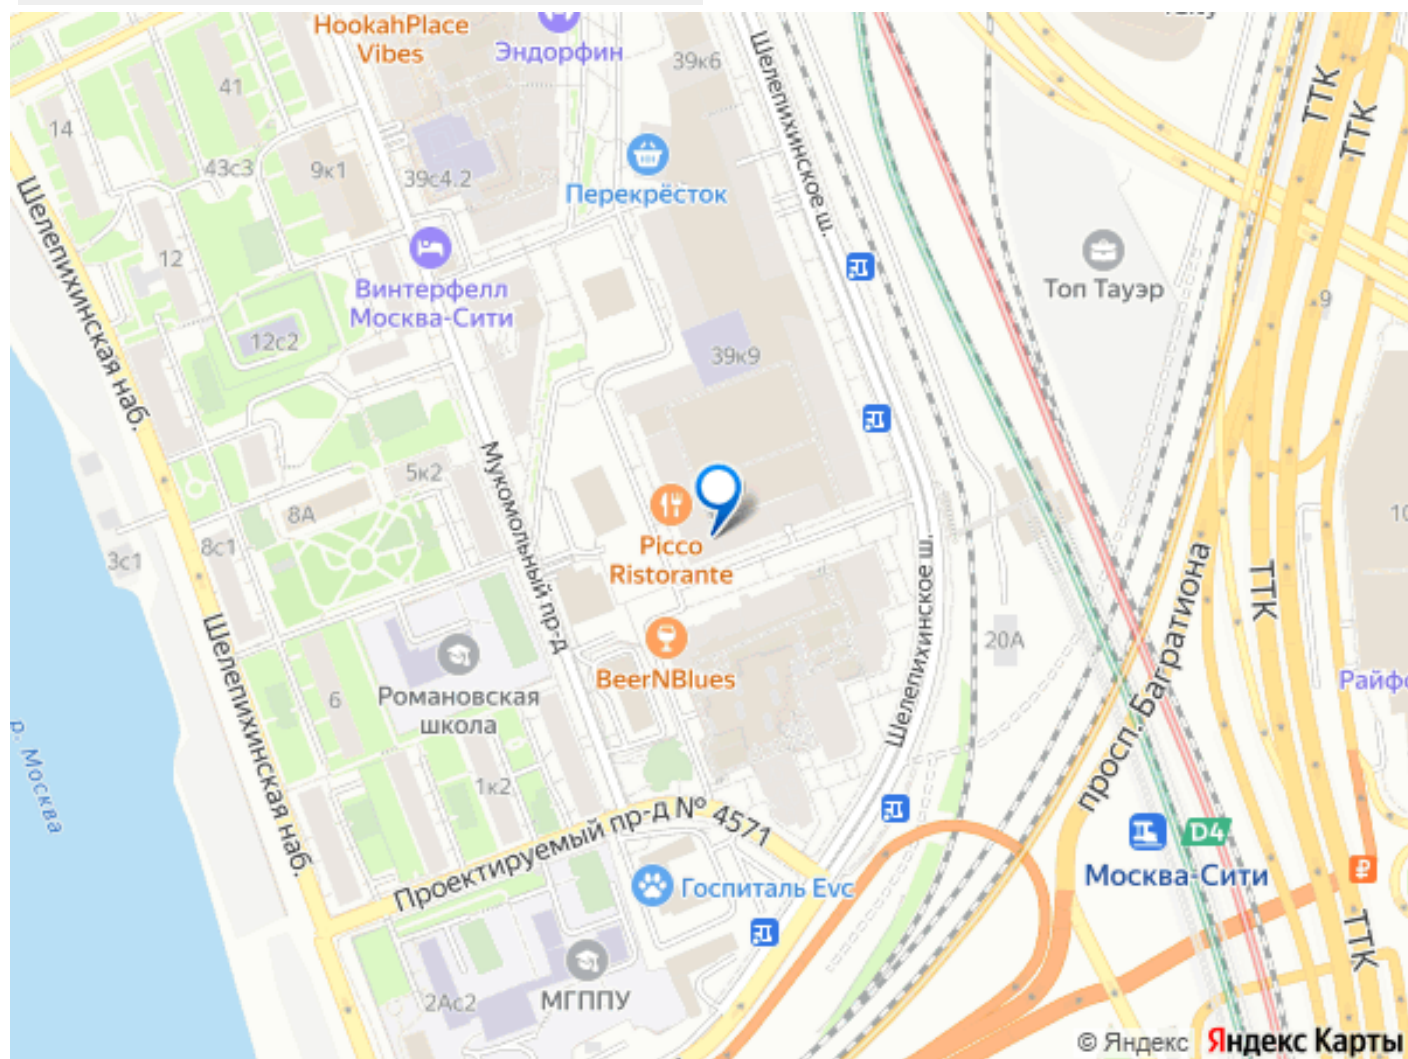 HookahPlace
Vibes
Эндорфин
39к6
Шелепихинское ш.
ТТК
ТТК
41
14
43с3
9к1
39с4.2
Перекрёсток
Шелепихинская наб.
12
Винтерфелл
Москва-Сити
Топ Тауэр
9
12с2
39к9
Мукомольный пр-д
5к2
8А
8с1
3с1
Picco
Ristorante
Шелепихинское ш.
просп. Багратиона
ТТК
20А
BeerNBlues
Романовская
школа
6
Шелепихинская наб.
р. Москва
1к2
Проектируемый пр-д № 4571
D4
Москва-Сити
₽
Госпиталь Evc
ТТК
2Ас2
МГППУ
© Яндекс Яндекс Карты